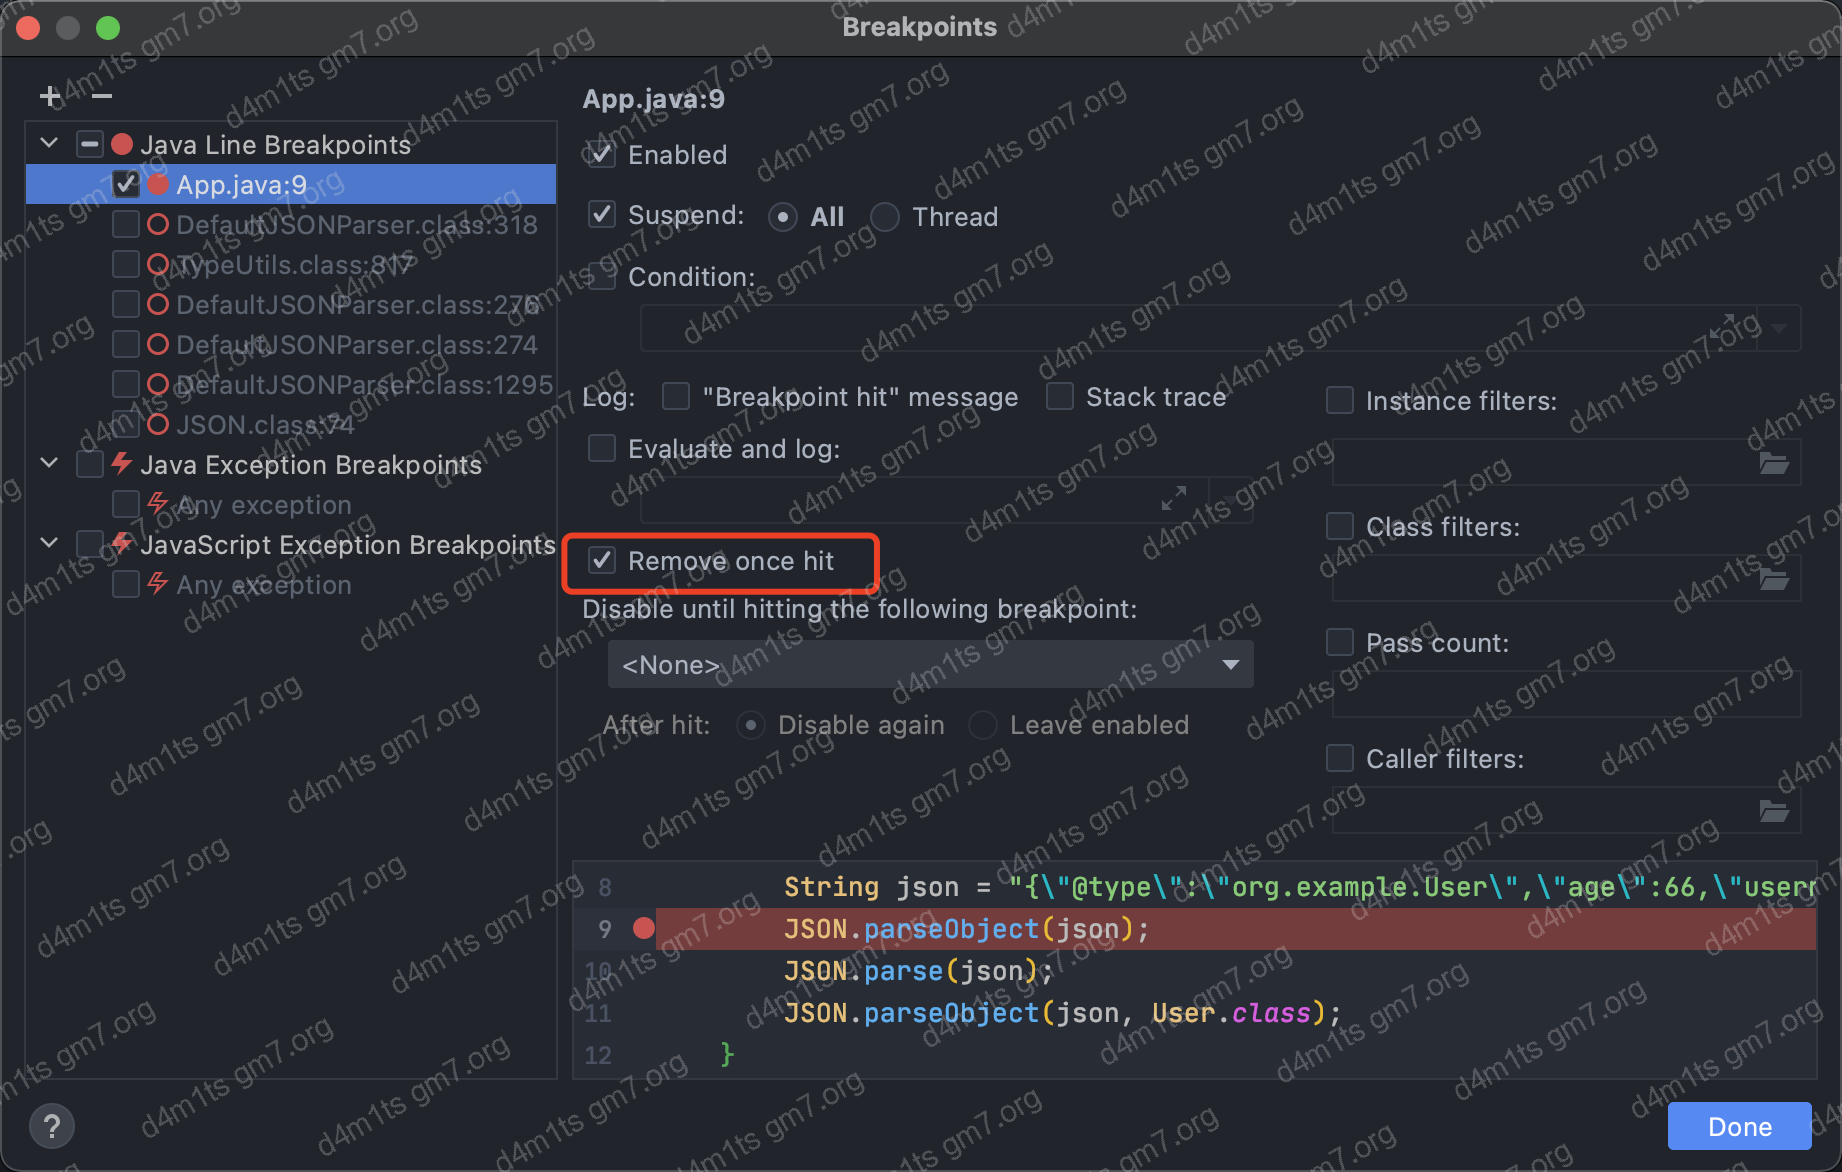 Breakpoints
Java Line Breakpoints
App.java:9
DefaultJSONParser.class:318
TypeUtils.class:817
DefaultJSONParser.class:276
DefaultJSONParser.class:274
DefaultJSONParser.class:1295
JSON.class:74
Java Exception Breakpoints
Any exception
JavaScript Exception Breakpoints
Any exception
App.java:9
Enabled
Suspend: All Thread
Condition:
Log: "Breakpoint hit" message Stack trace
Evaluate and log:
Remove once hit
Disable until hitting the following breakpoint:
<None>
After hit: Disable again Leave enabled
Instance filters:
Class filters:
Pass count:
Caller filters:
8 String json = "{\"@type\":\"org.example.User\",\"age\":66,\"user
9 JSON.parseObject(json);
10 JSON.parse(json);
11 JSON.parseObject(json, User.class);
12 }
?
Done
d4m1ts gm7.org